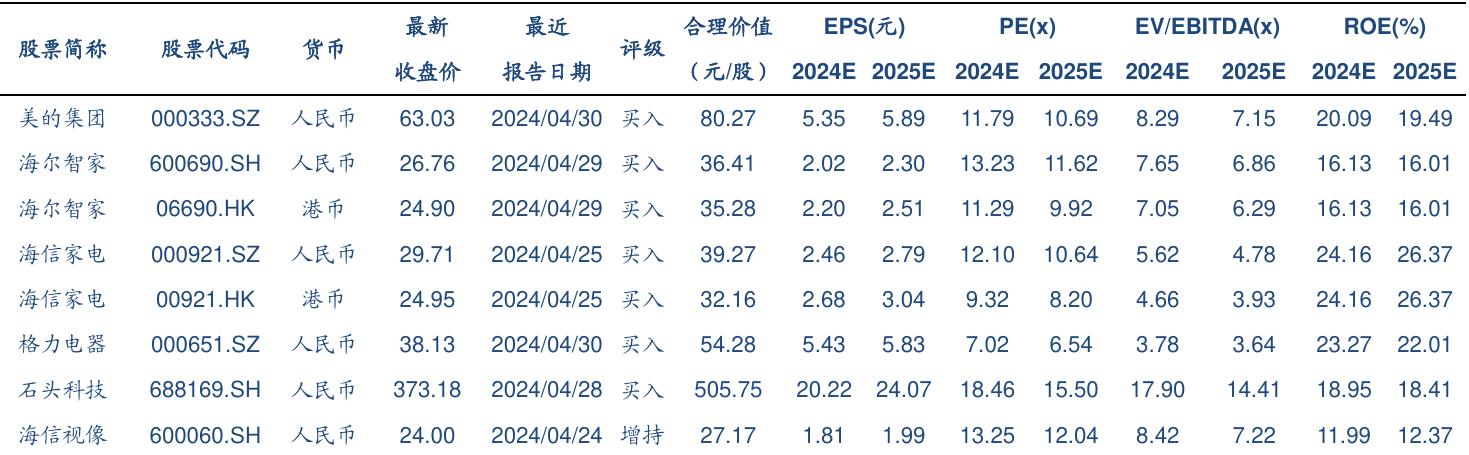 股票简称 股票代码 货币 最新 最近 评级 合理价值 EPS(元) PE(x) EV/EBITDA(x) ROE(%)
收盘价 报告日期 （元/股） 2024E 2025E 2024E 2025E 2024E 2025E 2024E 2025E
美的集团 000333.SZ 人民币 63.03 2024/04/30 买入 80.27 5.35 5.89 11.79 10.69 8.29 7.15 20.09 19.49
海尔智家 600690.SH 人民币 26.76 2024/04/29 买入 36.41 2.02 2.30 13.23 11.62 7.65 6.86 16.13 16.01
海尔智家 06690.HK 港币 24.90 2024/04/29 买入 35.28 2.20 2.51 11.29 9.92 7.05 6.29 16.13 16.01
海信家电 000921.SZ 人民币 29.71 2024/04/25 买入 39.27 2.46 2.79 12.10 10.64 5.62 4.78 24.16 26.37
海信家电 00921.HK 港币 24.95 2024/04/25 买入 32.16 2.68 3.04 9.32 8.20 4.66 3.93 24.16 26.37
格力电器 000651.SZ 人民币 38.13 2024/04/30 买入 54.28 5.43 5.83 7.02 6.54 3.78 3.64 23.27 22.01
石头科技 688169.SH 人民币 373.18 2024/04/28 买入 505.75 20.22 24.07 18.46 15.50 17.90 14.41 18.95 18.41
海信视像 600060.SH 人民币 24.00 2024/04/24 增持 27.17 1.81 1.99 13.25 12.04 8.42 7.22 11.99 12.37